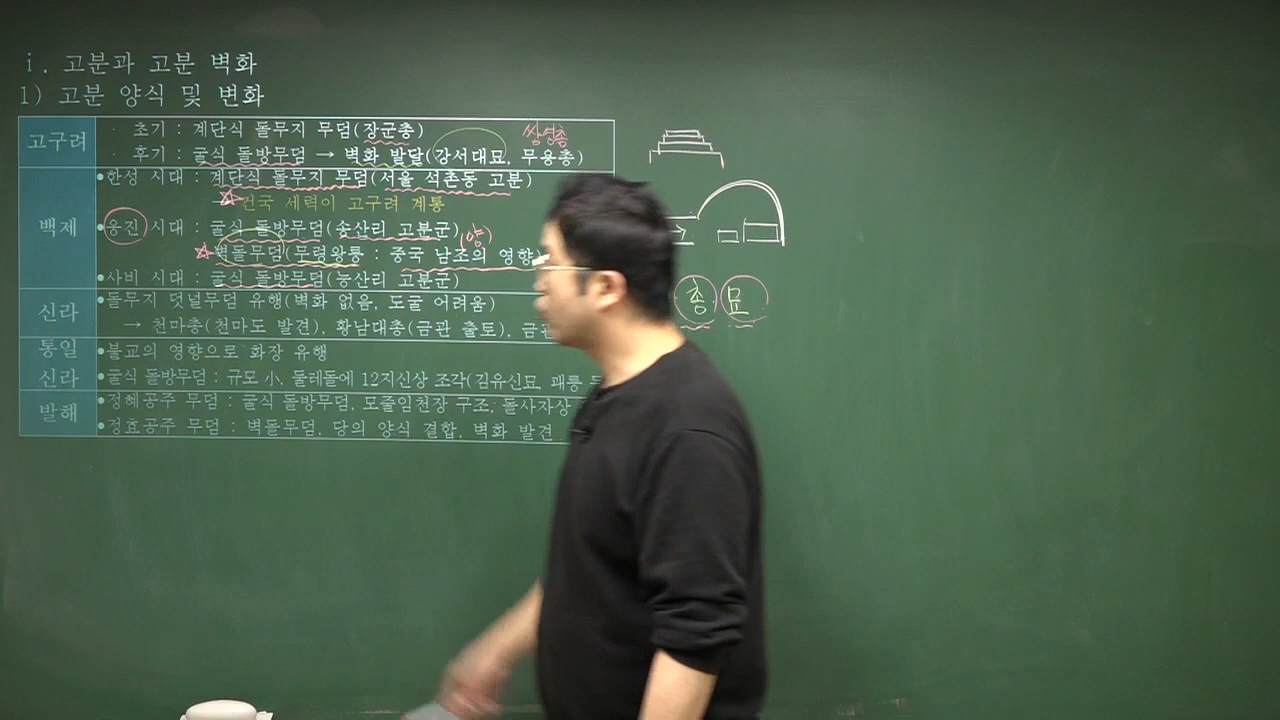 i. 고분과 고분 벽화
1) 고분 양식 및 변화
고구려
· 초기 : 계단식 돌무지 무덤(장군총)
쌍영총
· 후기 : 굴식 돌방무덤 → 벽화 발달(강서대묘, 무용총)
백제
•한성 시대 : 계단식 돌무지 무덤(서울 석촌동 고분)
☆건국 세력이 고구려 계통
•웅진 시대 : 굴식 돌방무덤(송산리 고분군)
(양)
☆벽돌무덤(무령왕릉 : 중국 남조의 영향
•사비 시대 : 굴식 돌방무덤(능산리 고분군)
총 묘
신라
•돌무지 덧널무덤 유행(벽화 없음, 도굴 어려움)
→ 천마총(천마도 발견), 황남대총(금관 출토),
통일 신라
•불교의 영향으로 화장 유행
•굴식 돌방무덤 : 규모 小, 둘레돌에 12지신상 조각(김유신묘, 괘릉
발해
•정혜공주 무덤 : 굴식 돌방무덤, 모줄임천장 구조, 돌사자상
•정효공주 무덤 : 벽돌무덤, 당의 양식 결합, 벽화 발견